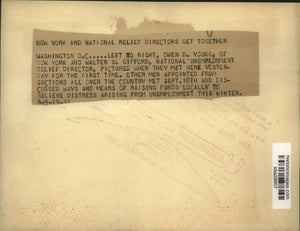 NEW YORK AND NATIONAL RELIEF DIRECTORS GET TOGETHER
WASHINGTON D.C.....LEFT TO RIGHT, OWEN D. YOUNG, OF
NEW YORK AND WALTER S. GIFFORD, NATIONAL UNEMPLOYMENT
RELIEF DIRECTOR, PICTURED WHEN THEY MET HERE YESTER-
DAY FOR THE FIRST TIME. OTHER MEN APPOINTED FROM
SECTIONS ALL OVER THE COUNTRY MET SEPT. 18TH AND DIS-
CUSSED WAYS AND MEANS OF RAISING FUNDS LOCALLY TO
RELIEVE DISTRESS ARISING FROM UNEMPLOYMENT THIS WINTER.
historicimages.com